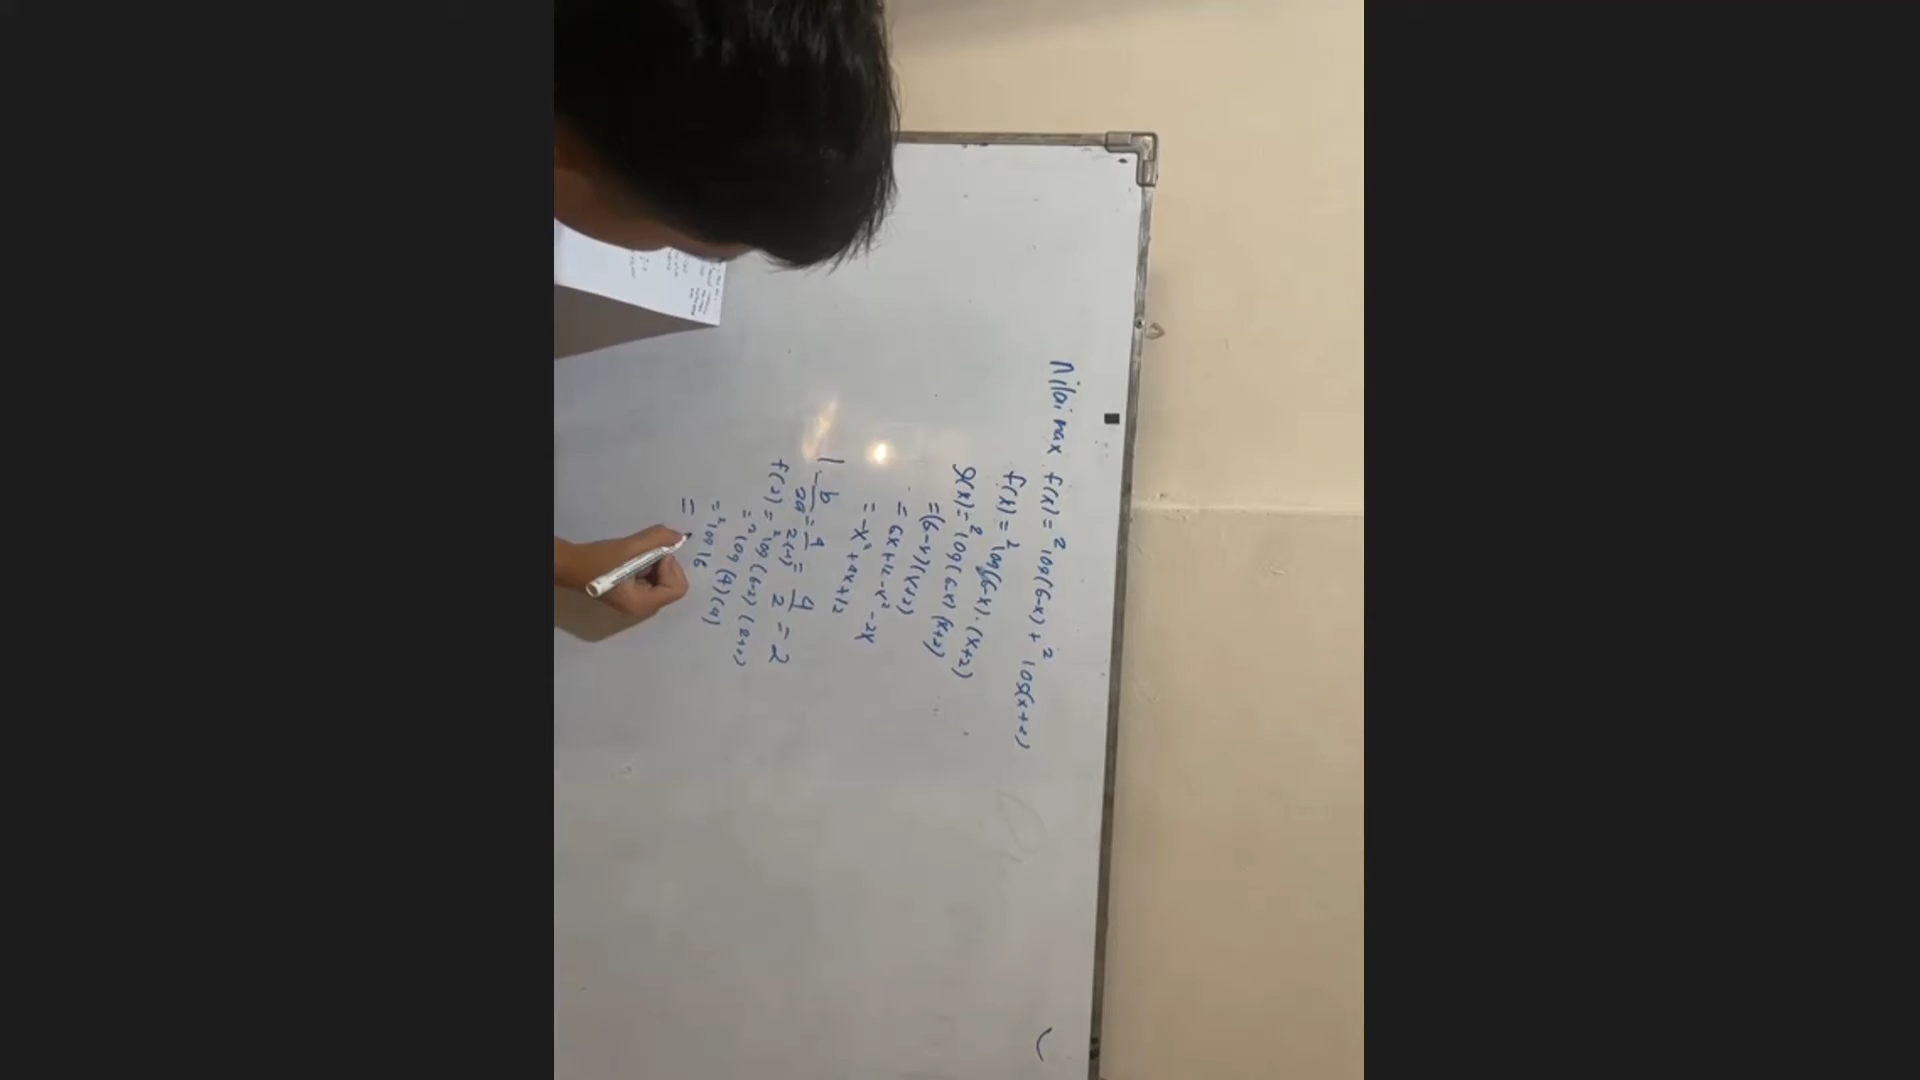 Nilai max f(x) = ²log(6-x) + ²log(x+2)
f(x) = ²log(6-x).(x+2)
g(x) = ²log(6-x)(x+2)
= (6-x)(x+2)
= 6x+12-x²-2x
= -x²+4x+12
1. -b/2a = 4/2(-1) = 4/2 = 2
f(2) = ²log(6-2)(2+2)
= ²log(4)(4)
= ²log 16
=